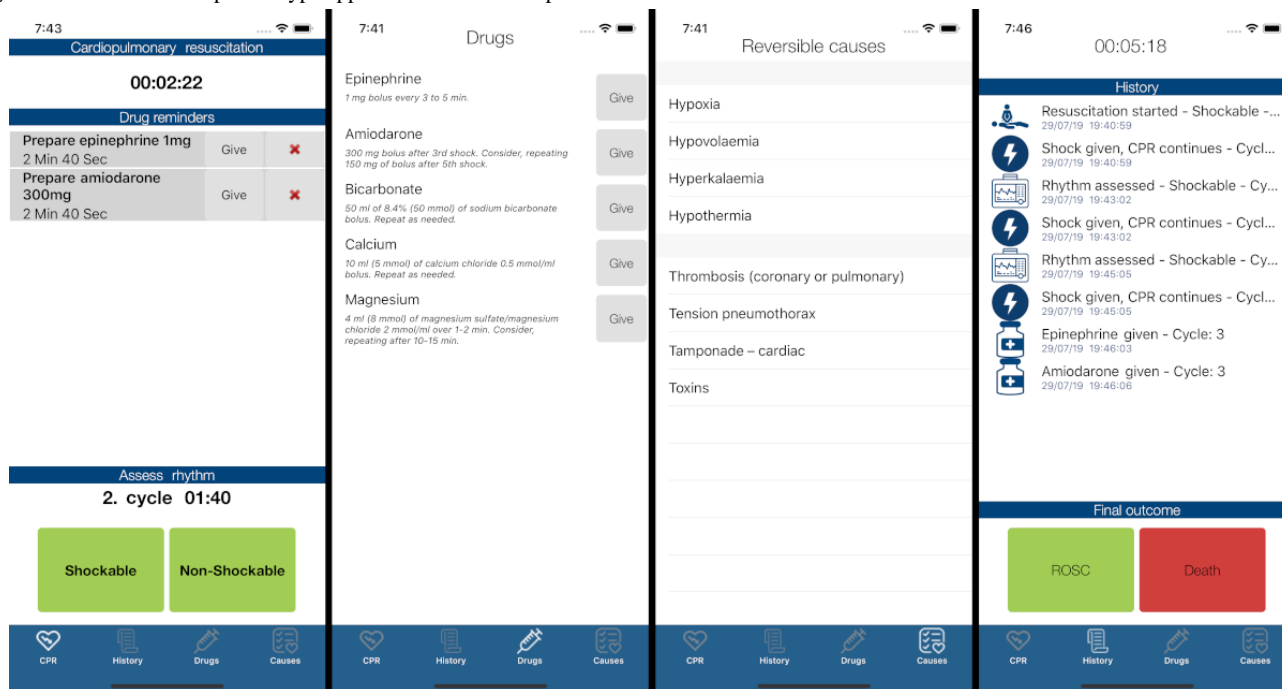 7:43
Cardiopulmonary resuscitation
00:02:22
Drug reminders
Prepare epinephrine 1mg
2 Min 40 Sec
Give
Prepare amiodarone
300mg
2 Min 40 Sec
Give
Assess rhythm
2. cycle 01:40
Shockable
Non-Shockable
CPR
History
Drugs
Causes
7:41
Drugs
Epinephrine
1 mg bolus every 3 to 5 min.
Give
Amiodarone
300 mg bolus after 3rd shock. Consider, repeating
150 mg of bolus after 5th shock.
Give
Bicarbonate
50 ml of 8.4% (50 mmol) of sodium bicarbonate
bolus. Repeat as needed.
Give
Calcium
10 ml (5 mmol) of calcium chloride 0.5 mmol/ml
bolus. Repeat as needed.
Give
Magnesium
4 ml (8 mmol) of magnesium sulfate/magnesium
chloride 2 mmol/ml over 1-2 min. Consider,
repeating after 10-15 min.
Give
CPR
History
Drugs
Causes
7:41
Reversible causes
Hypoxia
Hypovolaemia
Hyperkalaemia
Hypothermia
Thrombosis (coronary or pulmonary)
Tension pneumothorax
Tamponade – cardiac
Toxins
CPR
History
Drugs
Causes
7:46
00:05:18
History
Resuscitation started - Shockable -...
29/07/19 19:40:59
Shock given, CPR continues - Cycl...
29/07/19 19:40:59
Rhythm assessed - Shockable - Cy...
29/07/19 19:43:02
Shock given, CPR continues - Cycl...
29/07/19 19:43:02
Rhythm assessed - Shockable - Cy...
29/07/19 19:45:05
Shock given, CPR continues - Cycl...
29/07/19 19:45:05
Epinephrine given - Cycle: 3
29/07/19 19:46:03
Amiodarone given - Cycle: 3
29/07/19 19:46:06
Final outcome
ROSC
Death
CPR
History
Drugs
Causes